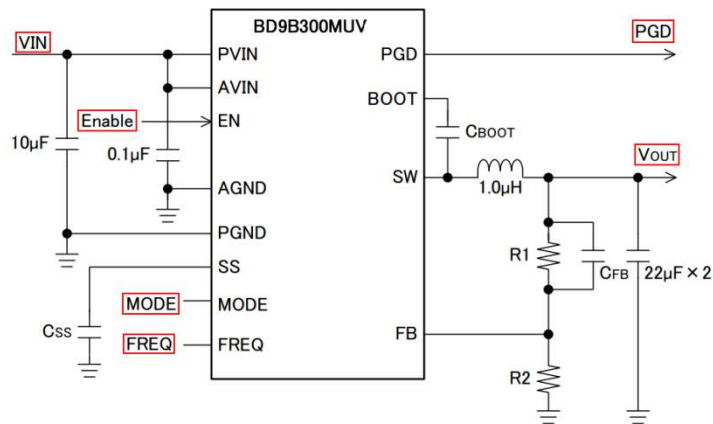 BD9B300MUV
VIN
PVIN
PGD
PGD
AVIN
BOOT
Enable
EN
CBOOT
10µF
0.1µF
VOUT
SW
1.0µH
AGND
PGND
R1
CFB
22µF×2
SS
MODE
MODE
CSS
FB
FREQ
FREQ
R2